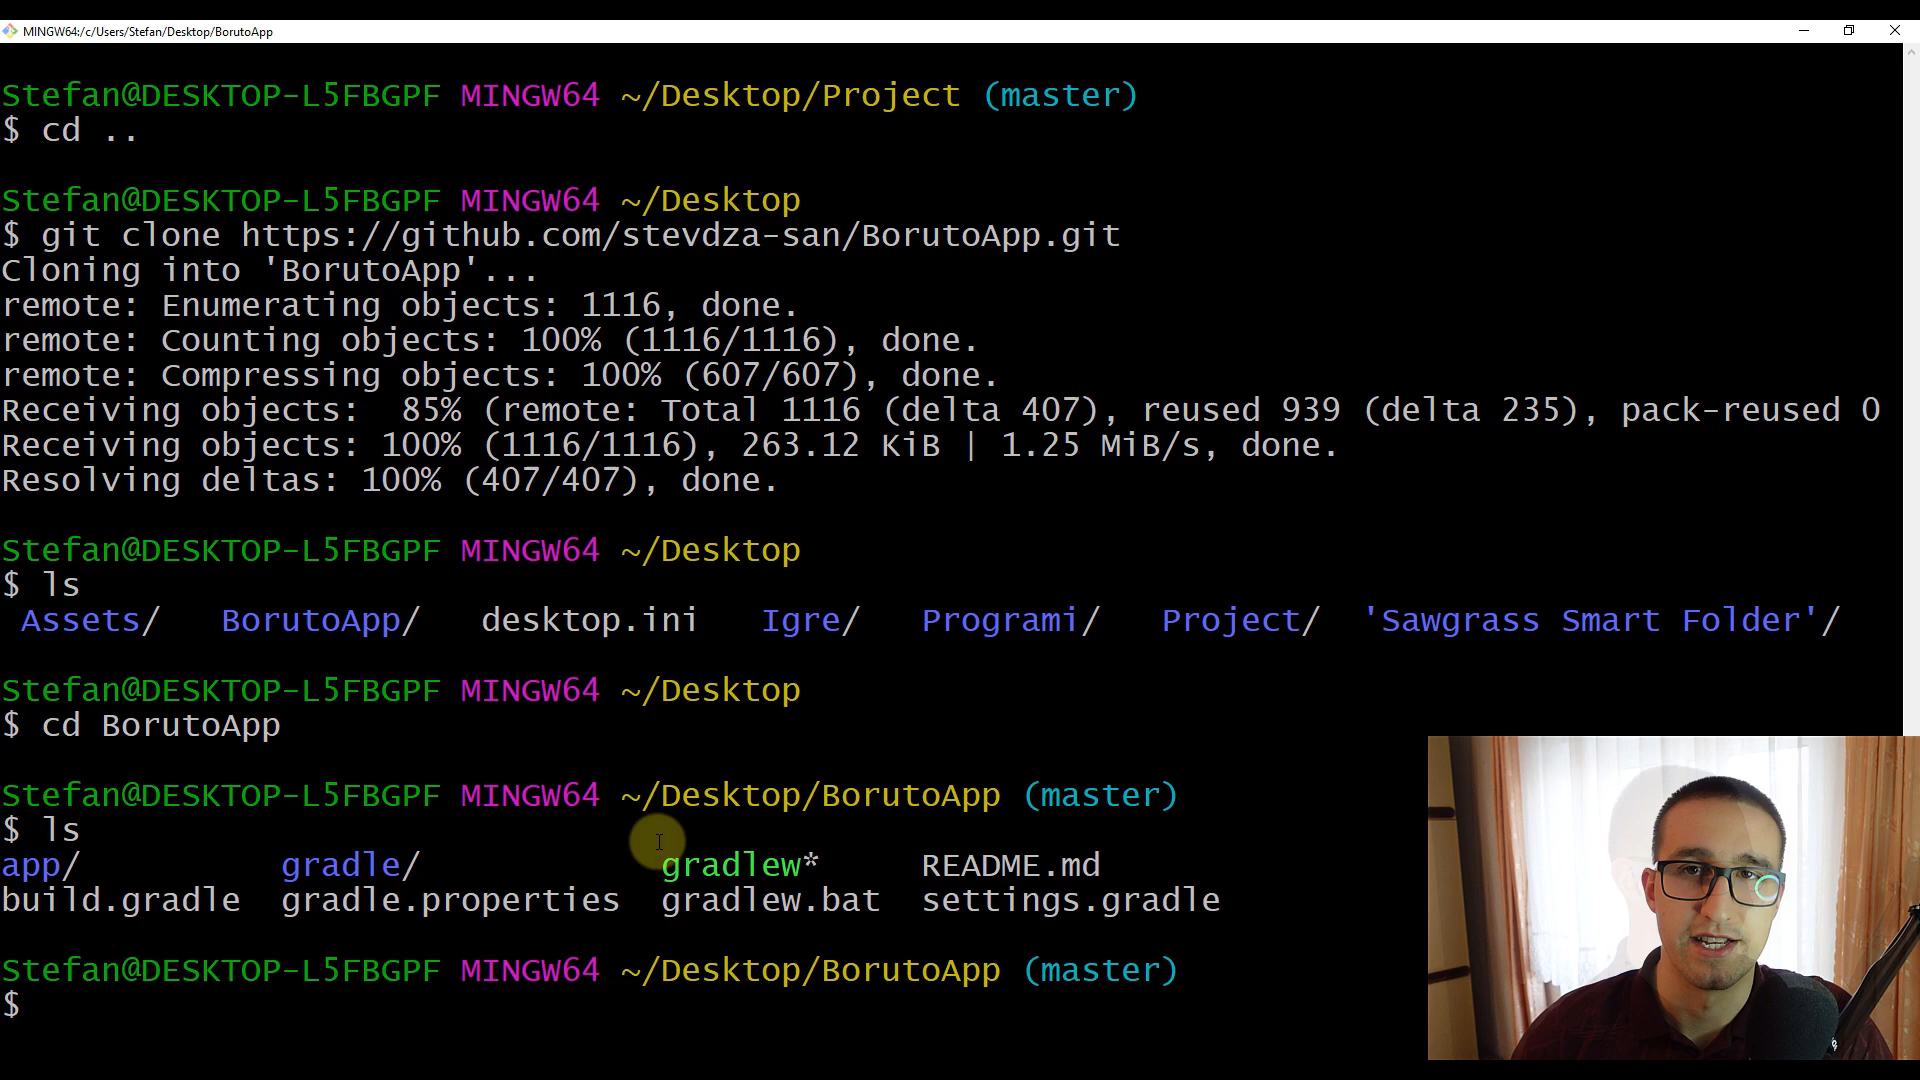 MINGW64:/c/Users/Stefan/Desktop/BorutoApp
Stefan@DESKTOP-L5FBGPF MINGW64 ~/Desktop/Project (master)
$ cd ..
Stefan@DESKTOP-L5FBGPF MINGW64 ~/Desktop
$ git clone https://github.com/stevdza-san/BorutoApp.git
Cloning into 'BorutoApp'...
remote: Enumerating objects: 1116, done.
remote: Counting objects: 100% (1116/1116), done.
remote: Compressing objects: 100% (607/607), done.
Receiving objects:  85% (remote: Total 1116 (delta 407), reused 939 (delta 235), pack-reused 0
Receiving objects: 100% (1116/1116), 263.12 KiB | 1.25 MiB/s, done.
Resolving deltas: 100% (407/407), done.
Stefan@DESKTOP-L5FBGPF MINGW64 ~/Desktop
$ ls
Assets/   BorutoApp/   desktop.ini   Igre/   Programi/   Project/  'Sawgrass Smart Folder'/
Stefan@DESKTOP-L5FBGPF MINGW64 ~/Desktop
$ cd BorutoApp
Stefan@DESKTOP-L5FBGPF MINGW64 ~/Desktop/BorutoApp (master)
$ ls
app/          gradle/            gradlew*     README.md
build.gradle  gradle.properties  gradlew.bat  settings.gradle
Stefan@DESKTOP-L5FBGPF MINGW64 ~/Desktop/BorutoApp (master)
$